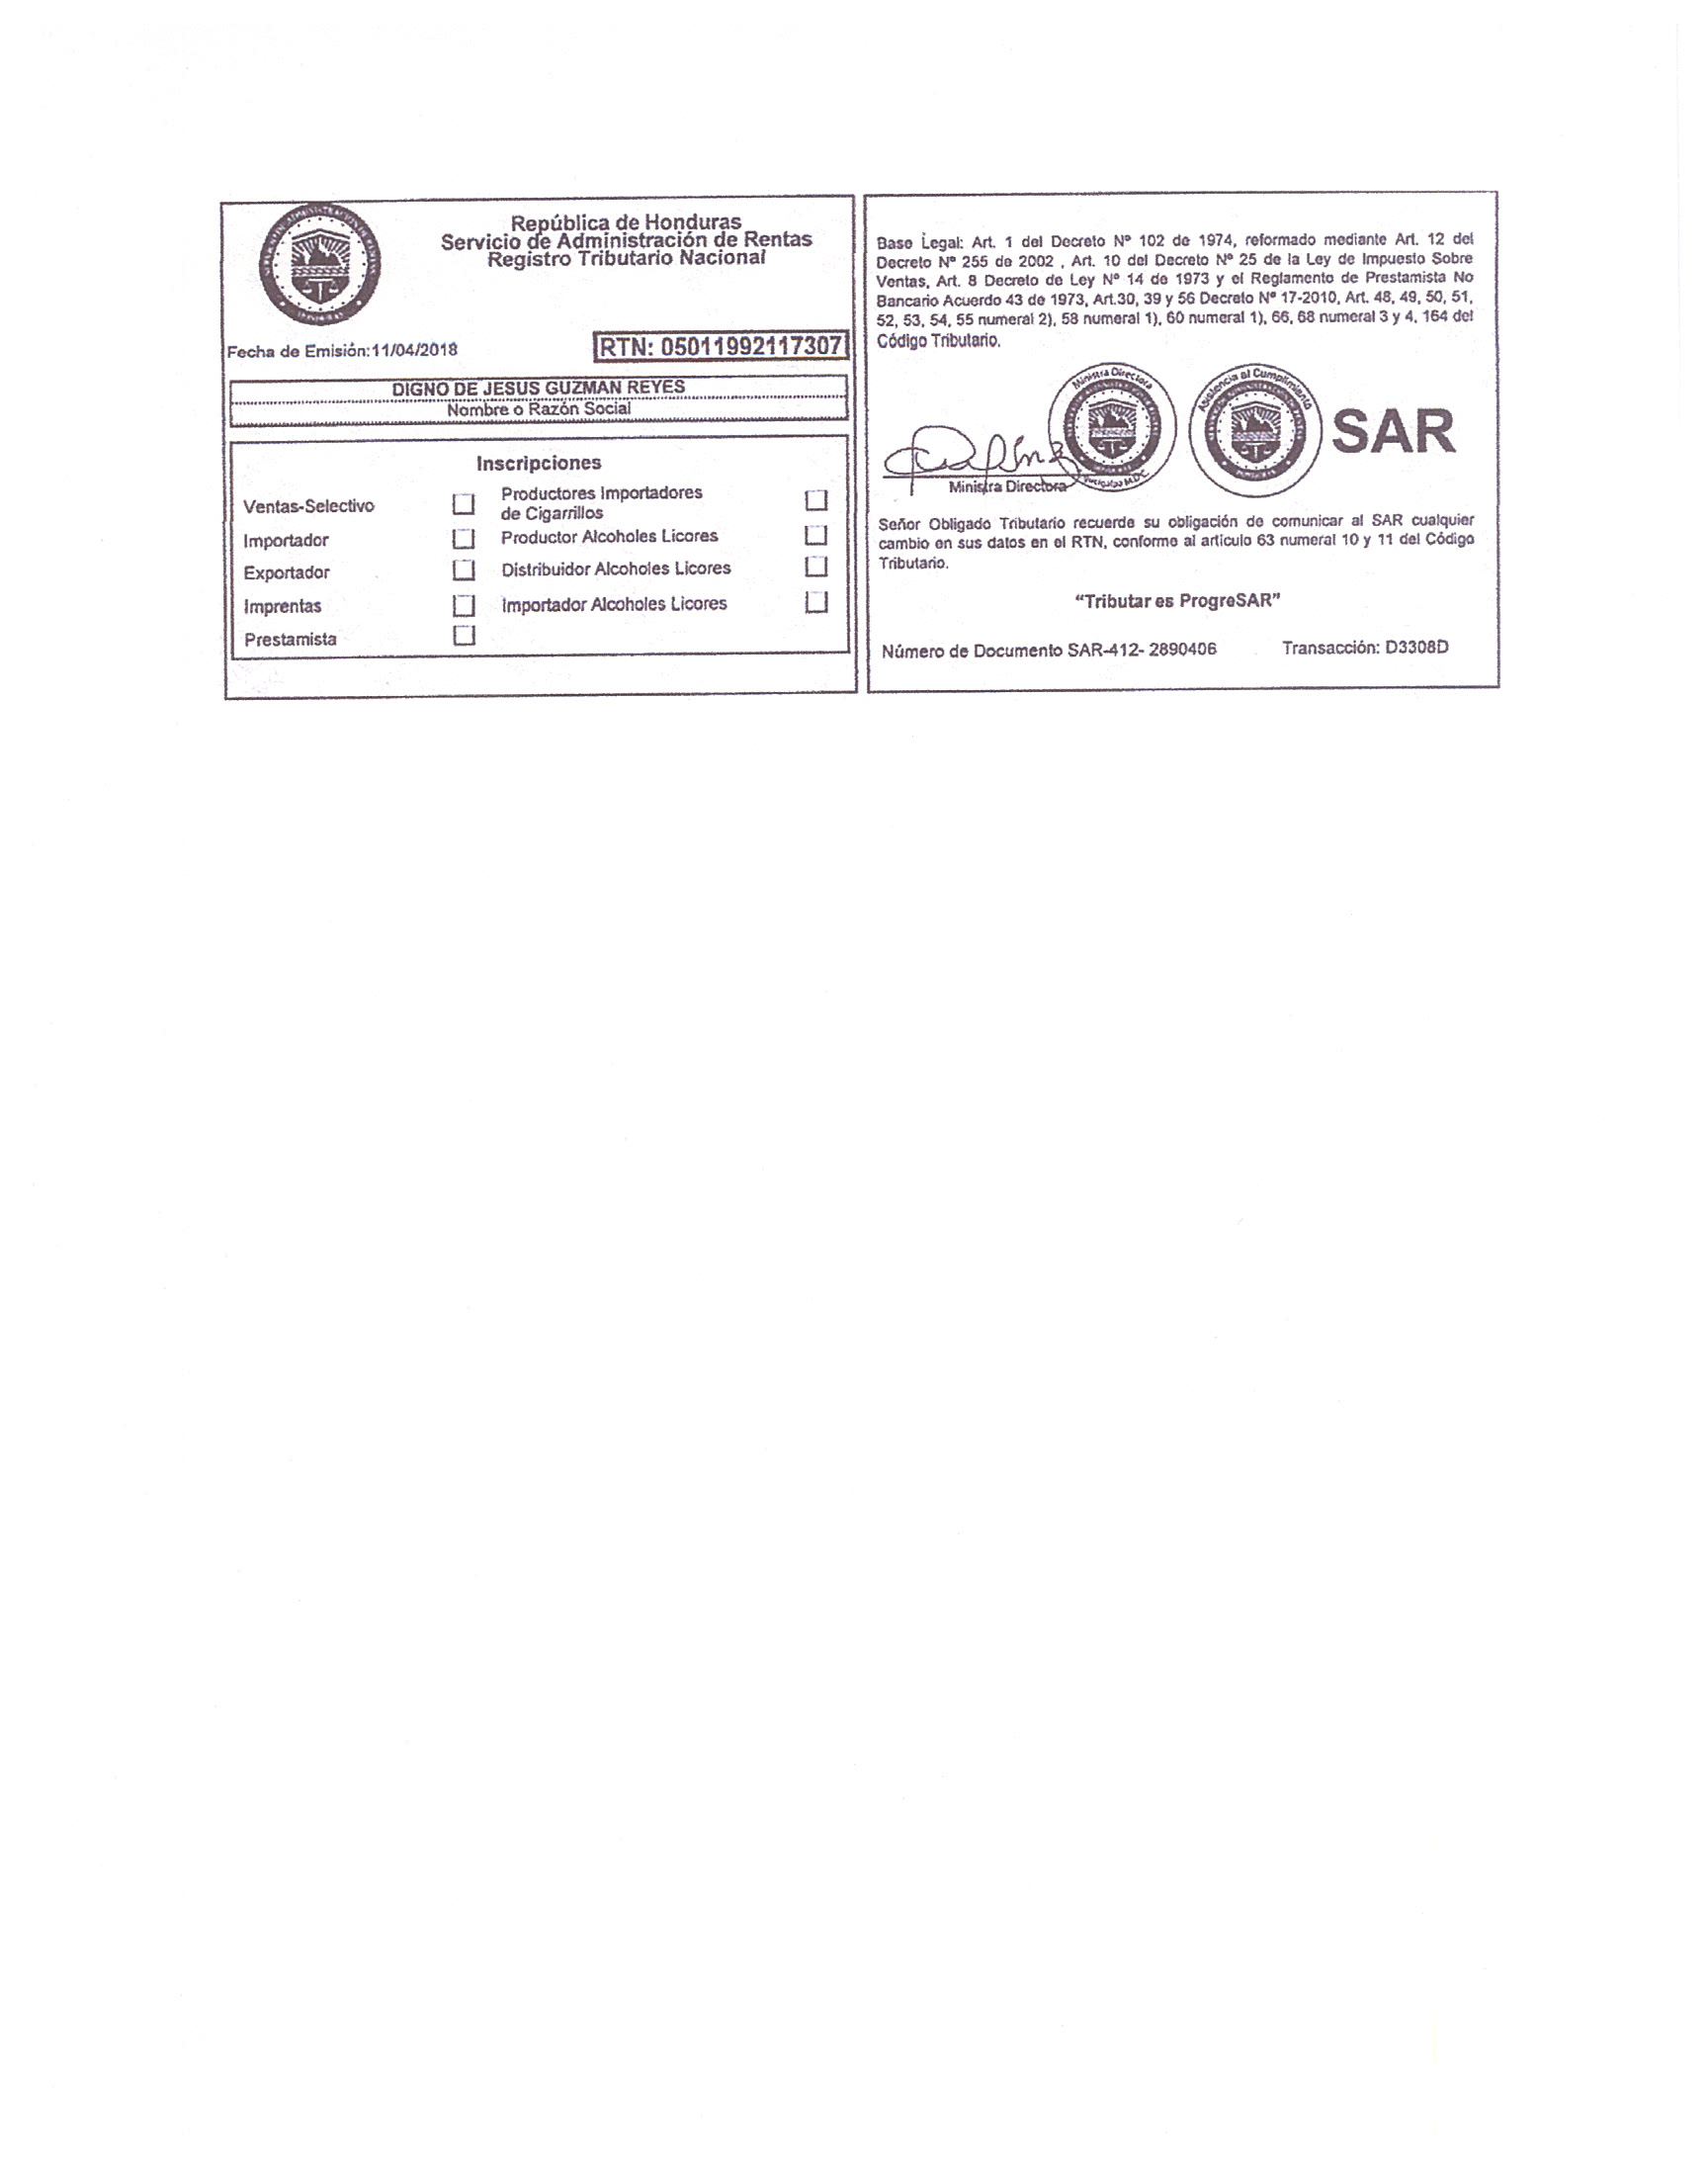 República de Honduras
Servicio de Administración de Rentas
Registro Tributario Nacional
Fecha de Emisión:11/04/2018
RTN: 05011992117307
DIGNO DE JESUS GUZMAN REYES
Nombre o Razón Social
Inscripciones
Ventas-Selectivo
Productores Importadores
de Cigarrillos
Importador
Productor Alcoholes Licores
Exportador
Distribuidor Alcoholes Licores
Imprentas
Importador Alcoholes Licores
Prestamista
Base Legal: Art. 1 del Decreto Nº 102 de 1974, reformado mediante Art. 12 del
Decreto Nº 255 de 2002 , Art. 10 del Decreto Nº 25 de la Ley de Impuesto Sobre
Ventas, Art. 8 Decreto de Ley Nº 14 de 1973 y el Reglamento de Prestamista No
Bancario Acuerdo 43 de 1973, Art.30, 39 y 56 Decreto Nº 17-2010, Art. 48, 49, 50, 51,
52, 53, 54, 55 numeral 2), 58 numeral 1), 60 numeral 1), 66, 68 numeral 3 y 4, 164 del
Código Tributario.
Ministra Directora
Asistencia al Cumplimiento
SAR
Ministra Directora
Señor Obligado Tributario recuerde su obligación de comunicar al SAR cualquier
cambio en sus datos en el RTN, conforme al articulo 63 numeral 10 y 11 del Código
Tributario.
“Tributar es ProgreSAR”
Número de Documento SAR-412- 2890406
Transacción: D3308D